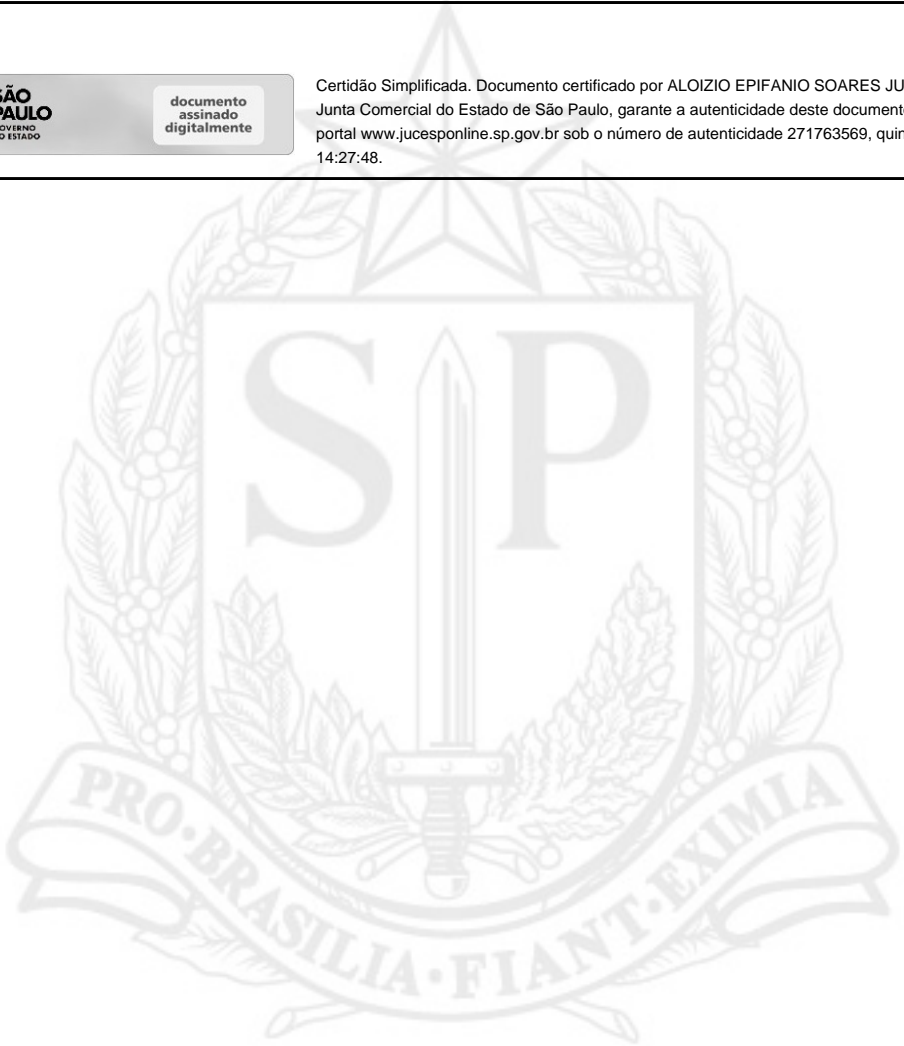 SÃO
PAULO
GOVERNO
DO ESTADO
documento
assinado
digitalmente
Certidão Simplificada. Documento certificado por ALOIZIO EPIFANIO SOARES
Junta Comercial do Estado de São Paulo, garante a autenticidade deste
portal www.jucesponline.sp.gov.br sob o número de autenticidade 271763569,
14:27:48.
S P
PRO·BRASILIA·FIANT·EXIMIA